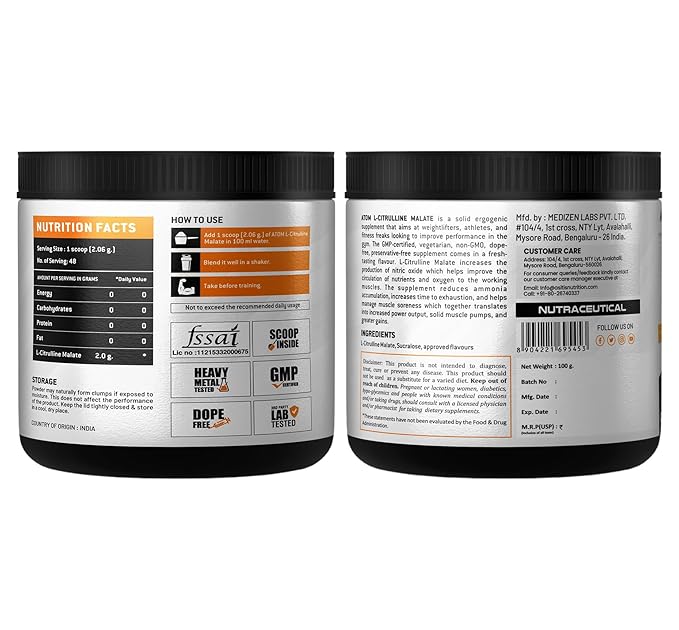 NUTRITION FACTS
Serving Size : 1 scoop (2.06 g.)
No. of Serving: 48
AMOUNT PER SERVING IN GRAMS *Daily Value
Energy 0 0
Carbohydrates 0 0
Protein 0 0
Fat 0 0
L-Citrulline Malate 2.0 g. *
STORAGE
Powder may naturally form clumps if exposed to
moisture. This does not affect the performance
of the product. Keep the lid tightly closed & store
in a cool, dry place.
COUNTRY OF ORIGIN : INDIA
HOW TO USE
Add 1 scoop (2.06 g.) of ATOM L-Citrulline
Malate in 100 ml water.
Blend it well in a shaker.
Take before training.
Not to exceed the recommended daily usage
fssai
Lic no : 11215332000675
SCOOP
INSIDE
HEAVY
METAL
TESTED
GMP
CERTIFIED
DOPE
FREE
3RD PARTY
LAB
TESTED
ATOM L-CITRULLINE MALATE is a solid ergogenic
supplement that aims at weightlifters, athletes, and
fitness freaks looking to improve performance in the
gym. The GMP-certified, vegetarian, non-GMO, dope-
free, preservative-free supplement comes in a fresh-
tasting flavour. L-Citrulline Malate increases the
production of nitric oxide which helps improve the
circulation of nutrients and oxygen to the working
muscles. The supplement reduces ammonia
accumulation, increases time to exhaustion, and helps
manage muscle soreness properties translates
into increased power output, solid muscle pumps, and
greater gains.
INGREDIENTS
L-Citrulline Malate, Sucralose, approved flavours
Disclaimer: This product is not intended to diagnose,
treat, cure or prevent any disease. This product should
not be used as a substitute for a varied diet. Keep out of
reach of children. Pregnant or lactating women, diabetics,
hypo-glycemics and people with known medical conditions
and/or taking drugs, should consult with a licensed physician
and/or pharmacist for taking dietary supplements.
*These statements have not been evaluated by the Food & Drug
Administration.
Mfd. by : MEDIZEN LABS PVT. LTD.
#104/4, 1st cross, NTY Lyt, Avalahalli,
Mysore Road, Bengaluru - 26 India.
CUSTOMER CARE
Address: 104/4, 1st cross, NTY Lyt, Avalahalli,
Mysore Road, Bengaluru-560026
For consumer queries/feedback kindly contact
our customer care manager executive at
Email: info@asitisnutrition.com
Call: +91-80-26740337
NUTRACEUTICAL
8 904221 695453
FOLLOW US ON
Net Weight : 100 g.
Batch No :
Mfg. Date :
Exp. Date :
M.R.P(USP) : ₹
(Inclusive of all taxes)